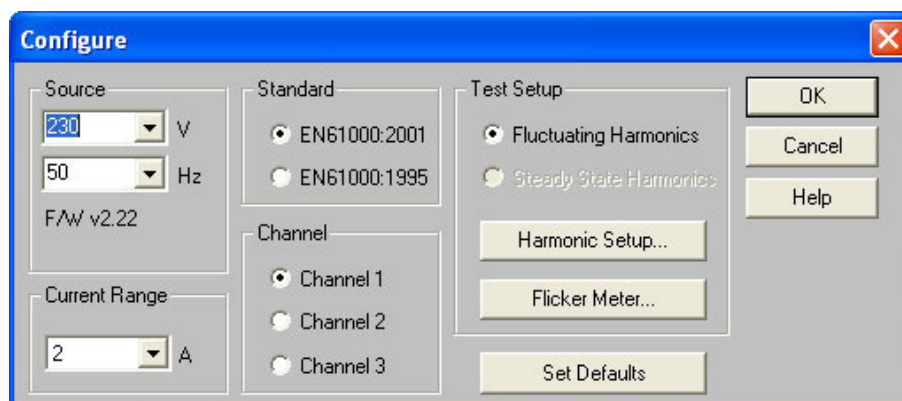 Configure
Source
230 V
50 Hz
F/W v2.22
Current Range
2 A
Standard
EN61000:2001
EN61000:1995
Channel
Channel 1
Channel 2
Channel 3
Test Setup
Fluctuating Harmonics
Steady State Harmonics
Harmonic Setup...
Flicker Meter...
Set Defaults
OK
Cancel
Help